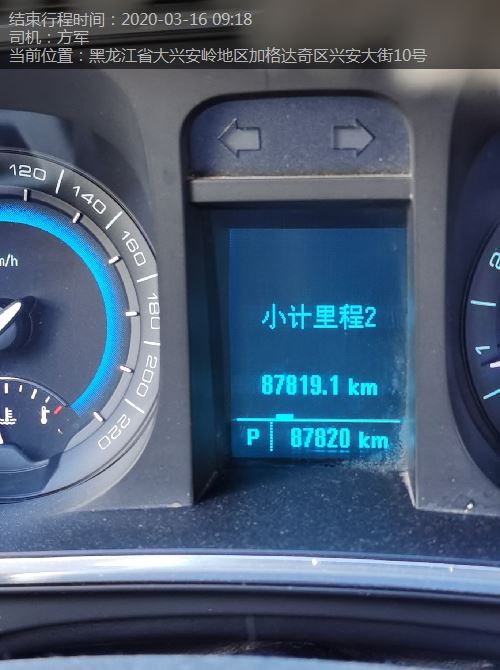 结束行程时间：2020-03-16 09:18
司机：方军
当前位置：黑龙江省大兴安岭地区加格达奇区兴安大街10号
120
140
160
180
200
220
m/h
小计里程2
87819.1 km
P 87820 km
1